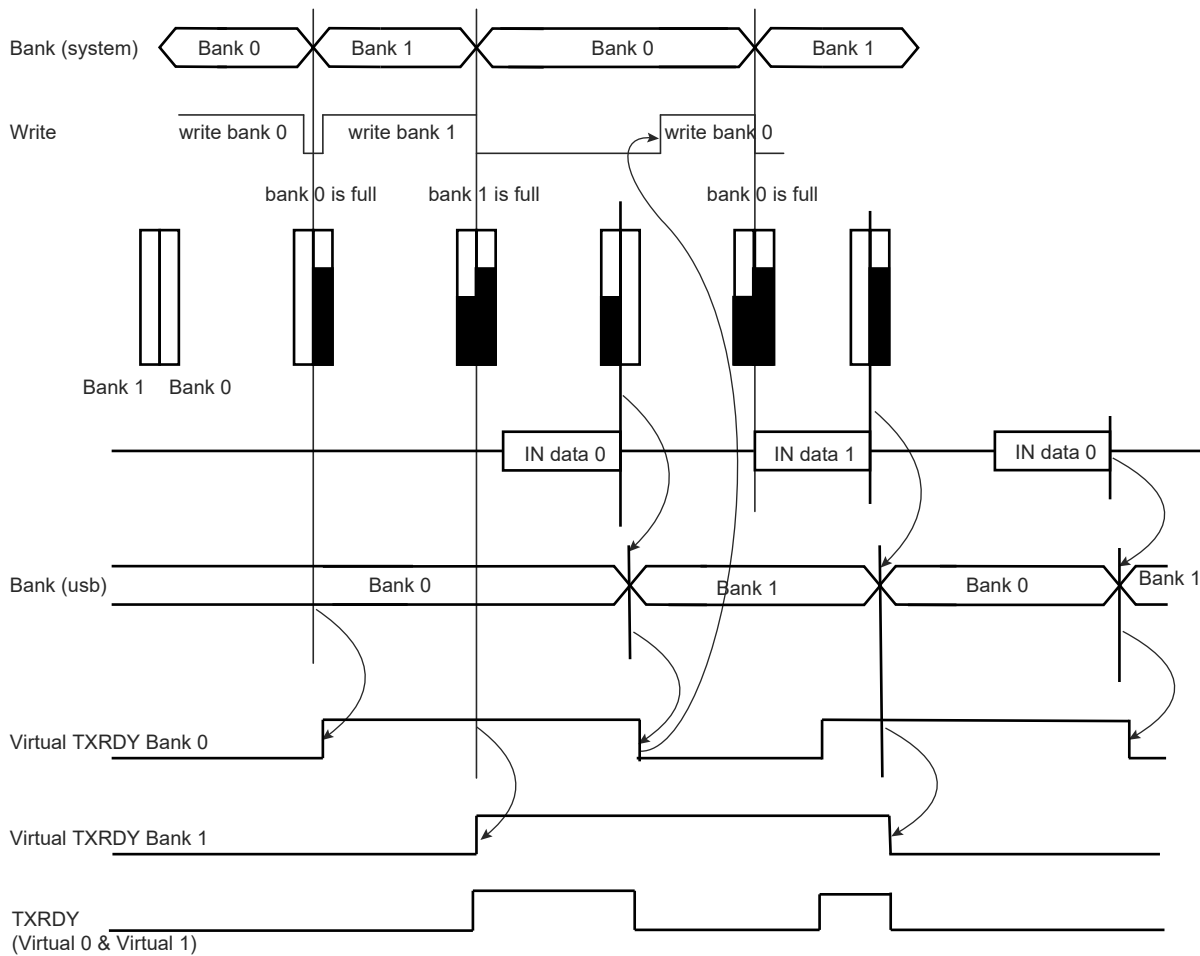 Bank (system)
Bank 0
Bank 1
Bank 0
Bank 1
Write
write bank 0
write bank 1
write bank 0
bank 0 is full
bank 1 is full
bank 0 is full
Bank 1
Bank 0
IN data 0
IN data 1
IN data 0
Bank (usb)
Bank 0
Bank 1
Bank 0
Bank 1
Virtual TXRDY Bank 0
Virtual TXRDY Bank 1
TXRDY
(Virtual 0 & Virtual 1)